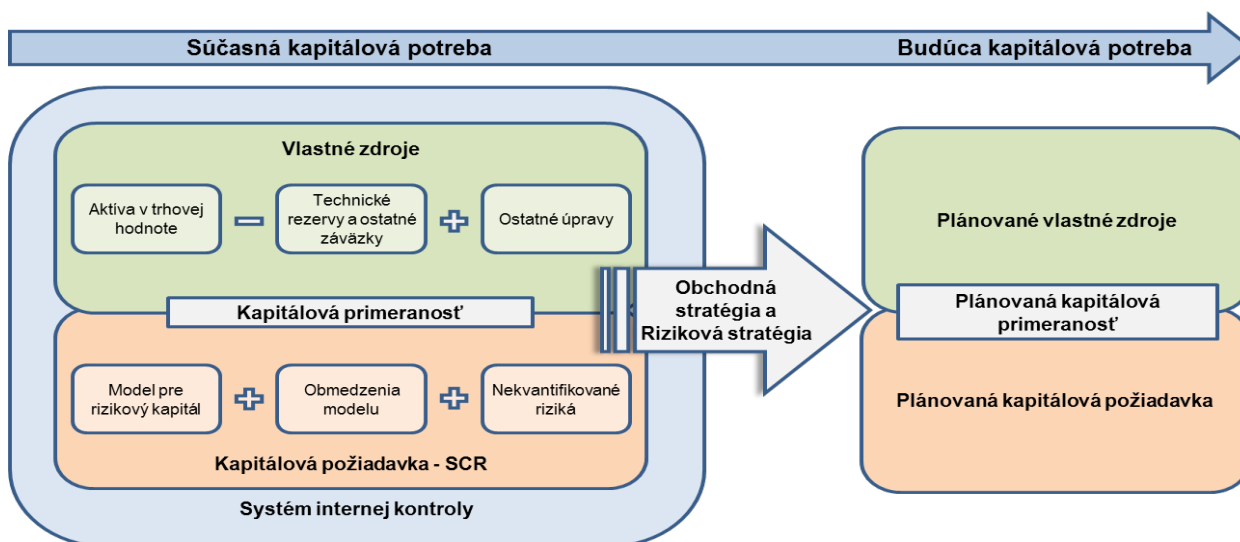 Súčasná kapitálová potreba
Budúca kapitálová potreba
Vlastné zdroje
Aktíva v trhovej
hodnote
Technické
rezervy a ostatné
záväzky
Ostatné úpravy
Kapitálová primeranosť
Model pre
rizikový kapitál
Obmedzenia
modelu
Nekvantifikované
riziká
Kapitálová požiadavka - SCR
Systém internej kontroly
Obchodná
stratégia a
Riziková stratégia
Plánované vlastné zdroje
Plánovaná kapitálová
primeranosť
Plánovaná kapitálová požiadavka